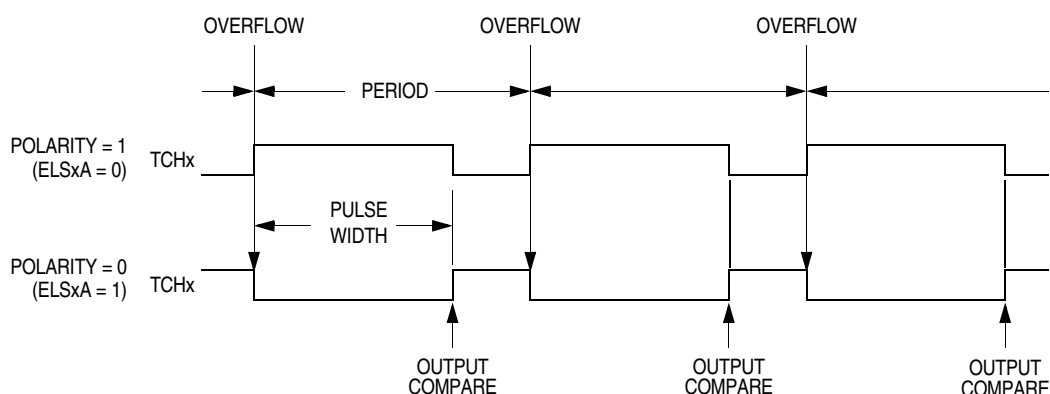 OVERFLOW OVERFLOW OVERFLOW
PERIOD
POLARITY = 1
(ELSxA = 0)
TCHx
PULSE
WIDTH
POLARITY = 0
(ELSxA = 1)
TCHx
OUTPUT
COMPARE
OUTPUT
COMPARE
OUTPUT
COMPARE